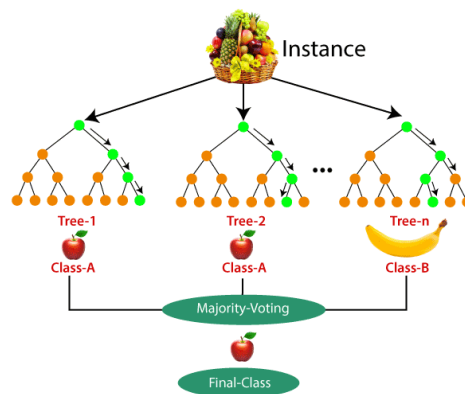 Instance
...
Tree-1
Tree-2
Tree-n
Class-A
Class-A
Class-B
Majority-Voting
Final-Class